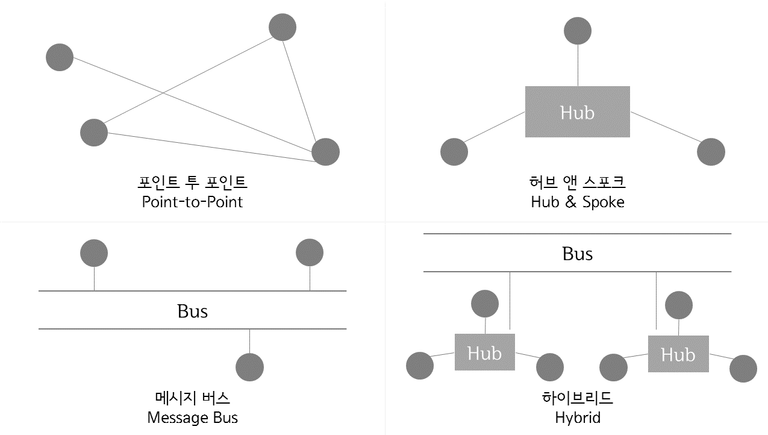 포인트 투 포인트
Point-to-Point
Hub
허브 앤 스포크
Hub & Spoke
Bus
메시지 버스
Message Bus
Bus
Hub
Hub
하이브리드
Hybrid